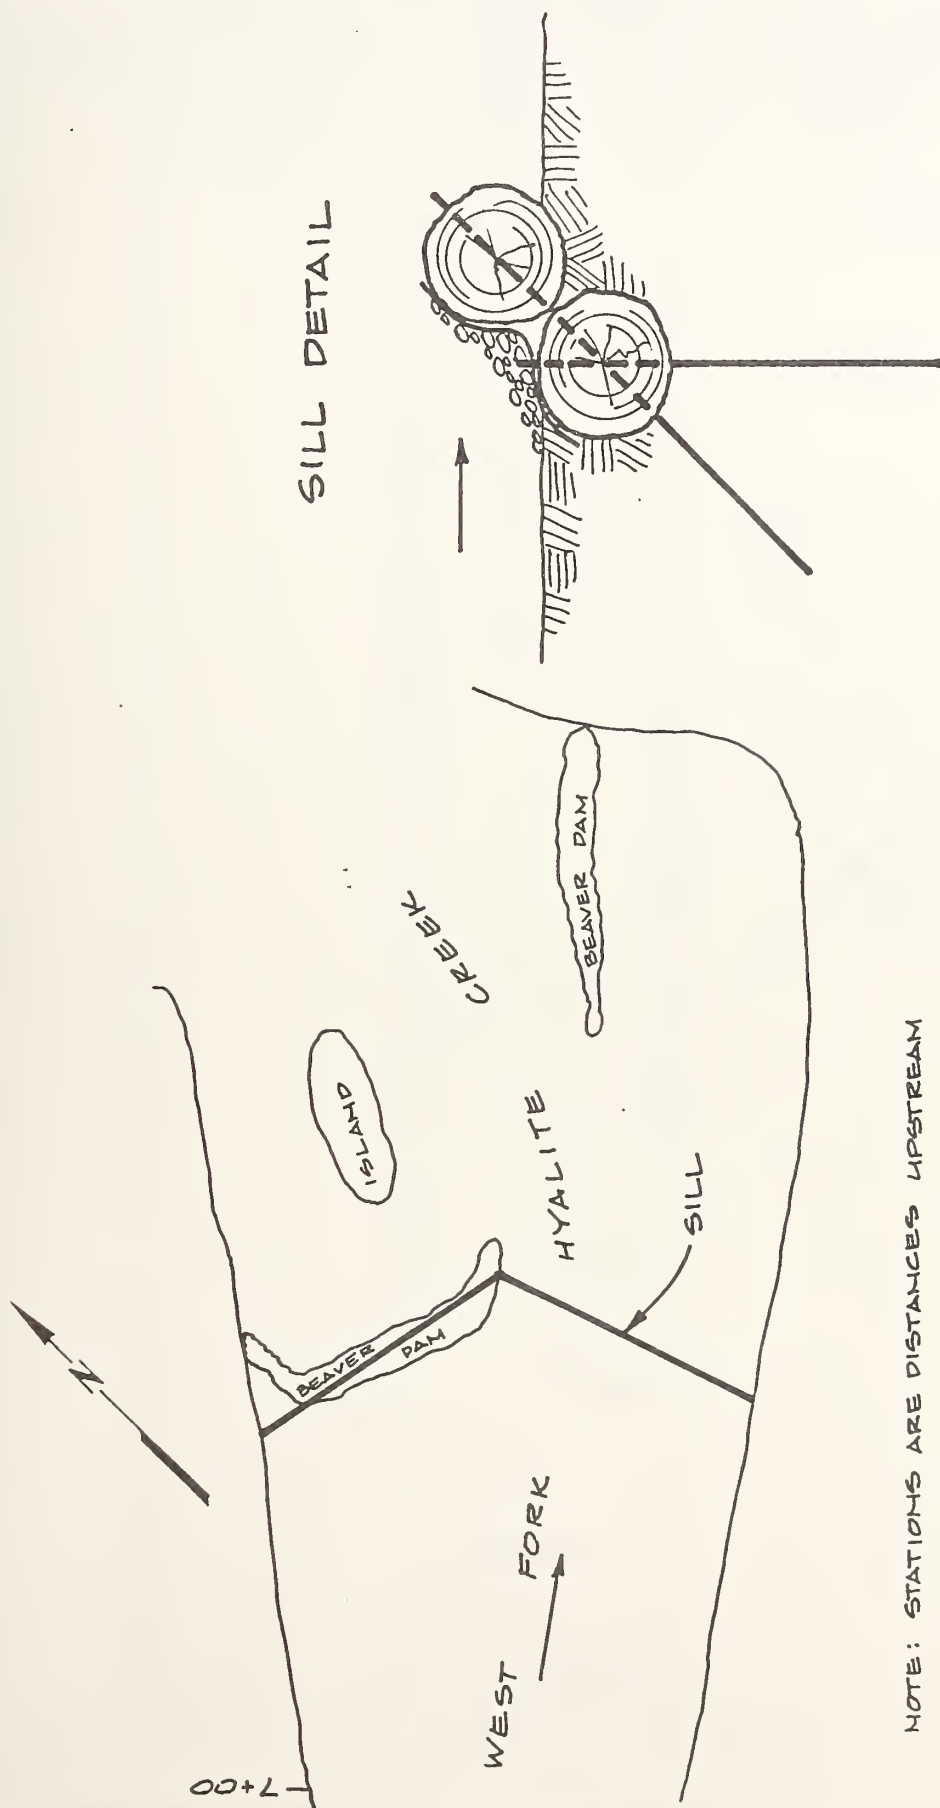 SILL DETAIL
N
7+00
WEST FORK HYALITE CREEK
BEAVER
DAM
ISLAND
BEAVER DAM
SILL
NOTE: STATIONS ARE DISTANCES UPSTREAM